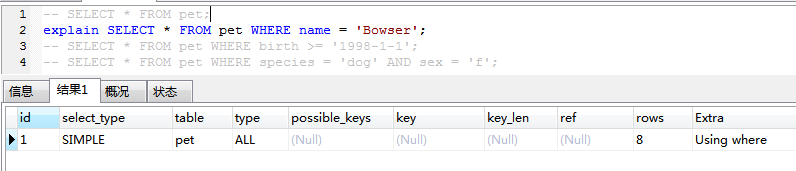 1 -- SELECT * FROM pet;
2 explain SELECT * FROM pet WHERE name = 'Bowser';
3 -- SELECT * FROM pet WHERE birth >= '1998-1-1';
4 -- SELECT * FROM pet WHERE species = 'dog' AND sex = 'f';
信息 结果1 概况 状态
id select_type table type possible_keys key key_len ref rows Extra
1 SIMPLE pet ALL (Null) (Null) (Null) (Null) 8 Using where